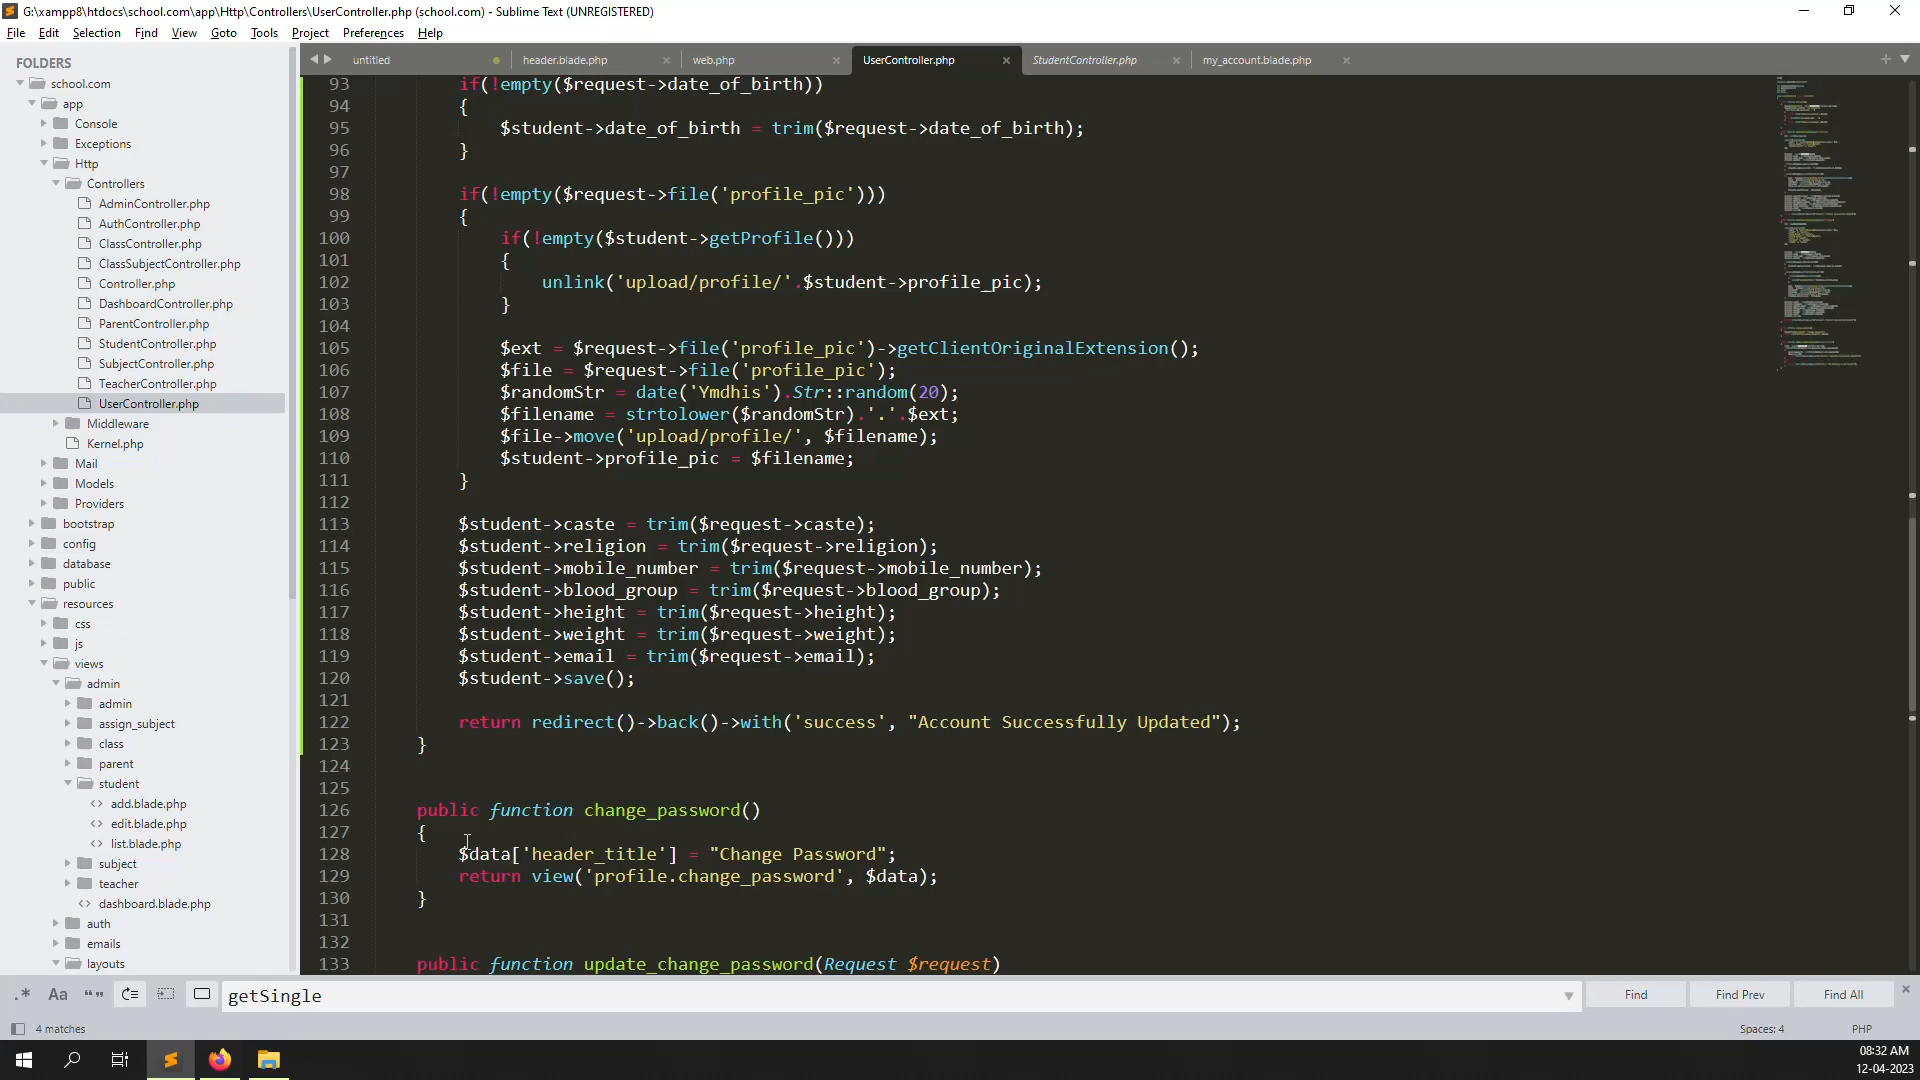 G:\xampp8\htdocs\school.com\app\Http\Controllers\UserController.php (school.com) - Sublime Text (UNREGISTERED)
File Edit Selection Find View Goto Tools Project Preferences Help
FOLDERS
school.com
app
Console
Exceptions
Http
Controllers
AdminController.php
AuthController.php
ClassController.php
ClassSubjectController.php
Controller.php
DashboardController.php
ParentController.php
StudentController.php
SubjectController.php
TeacherController.php
UserController.php
Middleware
Kernel.php
Mail
Models
Providers
bootstrap
config
database
public
resources
css
js
views
admin
admin
assign_subject
class
parent
student
add.blade.php
edit.blade.php
list.blade.php
subject
teacher
dashboard.blade.php
auth
emails
layouts
untitled header.blade.php web.php UserController.php StudentController.php my_account.blade.php
93 if(!empty($request->date_of_birth))
94 {
95 $student->date_of_birth = trim($request->date_of_birth);
96 }
97
98 if(!empty($request->file('profile_pic')))
99 {
100 if(!empty($student->getProfile()))
101 {
102 unlink('upload/profile/'.$student->profile_pic);
103 }
104
105 $ext = $request->file('profile_pic')->getClientOriginalExtension();
106 $file = $request->file('profile_pic');
107 $randomStr = date('Ymdhis').Str::random(20);
108 $filename = strtolower($randomStr).'.'.$ext;
109 $file->move('upload/profile/', $filename);
110 $student->profile_pic = $filename;
111 }
112
113 $student->caste = trim($request->caste);
114 $student->religion = trim($request->religion);
115 $student->mobile_number = trim($request->mobile_number);
116 $student->blood_group = trim($request->blood_group);
117 $student->height = trim($request->height);
118 $student->weight = trim($request->weight);
119 $student->email = trim($request->email);
120 $student->save();
121
122 return redirect()->back()->with('success', "Account Successfully Updated");
123 }
124
125
126 public function change_password()
127 {
128 $data['header_title'] = "Change Password";
129 return view('profile.change_password', $data);
130 }
131
132
133 public function update_change_password(Request $request)
.* Aa "" getSingle Find Find Prev Find All
4 matches Spaces: 4 PHP
08:32 AM
12-04-2023